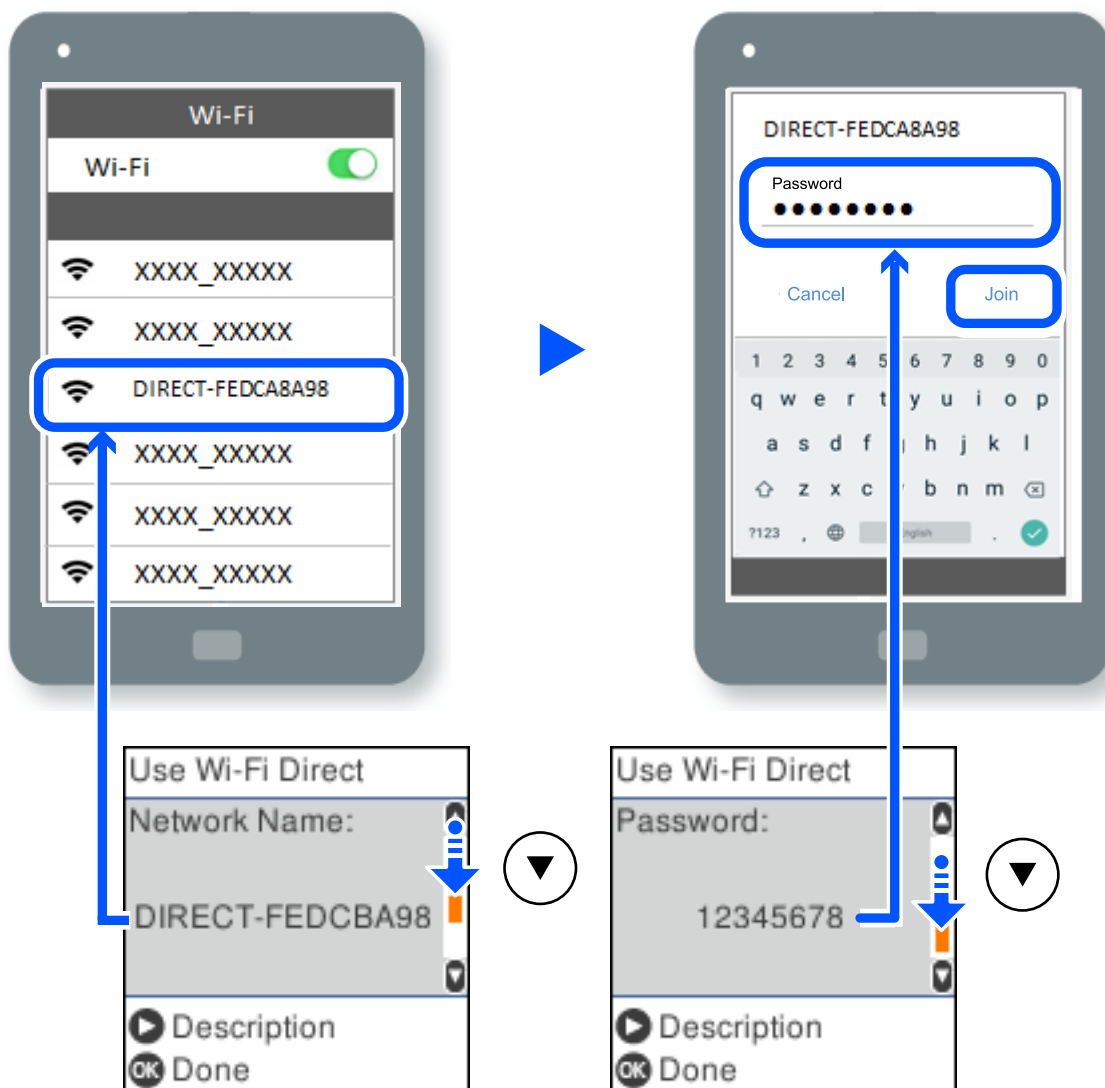 Wi-Fi
Wi-Fi
XXXX_XXXXX
XXXX_XXXXX
DIRECT-FEDCA8A98
XXXX_XXXXX
XXXX_XXXXX
XXXX_XXXXX
DIRECT-FEDCA8A98
Password
●●●●●●●●
Cancel Join
1 2 3 4 5 6 7 8 9 0
q w e r t y u i o p
a s d f h j k l
z x c b n m
?123 , .
Use Wi-Fi Direct
Network Name:
DIRECT-FEDCBA98
Description
OK Done
Use Wi-Fi Direct
Password:
12345678
Description
OK Done